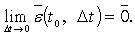 lim_{Δt→0} ε̄(t₀, Δt) = 0̄.